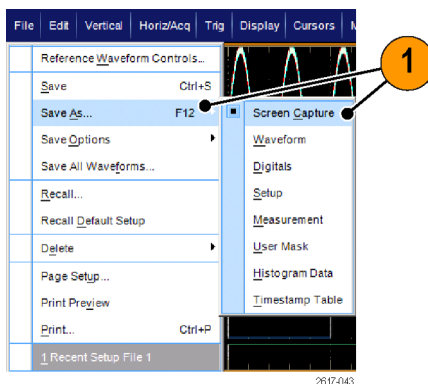 File Edit Vertical Horiz/Acq Trig Display Cursors
Reference Waveform Controls...
Save Ctrl+S
Save As... F12
Save Options
Save All Waveforms...
Recall...
Recall Default Setup
Delete
Page Setup...
Print Preview
Print... Ctrl+P
1 Recent Setup File 1
Screen Capture
Waveform
Digitals
Setup
Measurement
User Mask
Histogram Data
Timestamp Table
1
2617-043